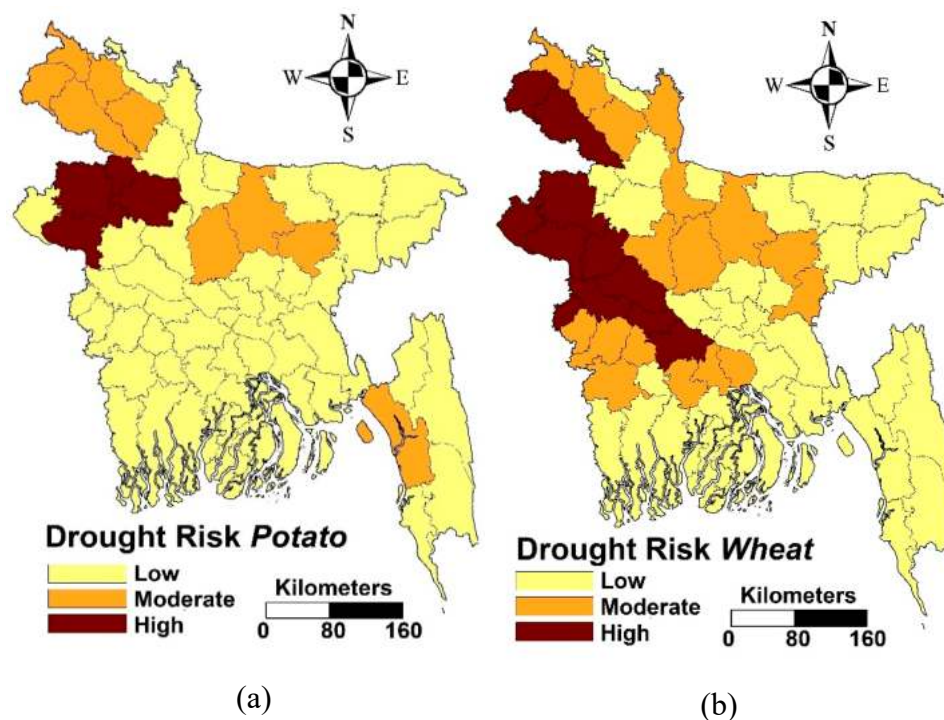 N
W E
S
Drought Risk Potato
Low
Moderate
High
Kilometers
0 80 160
(a)
N
W E
S
Drought Risk Wheat
Low
Moderate
High
Kilometers
0 80 160
(b)